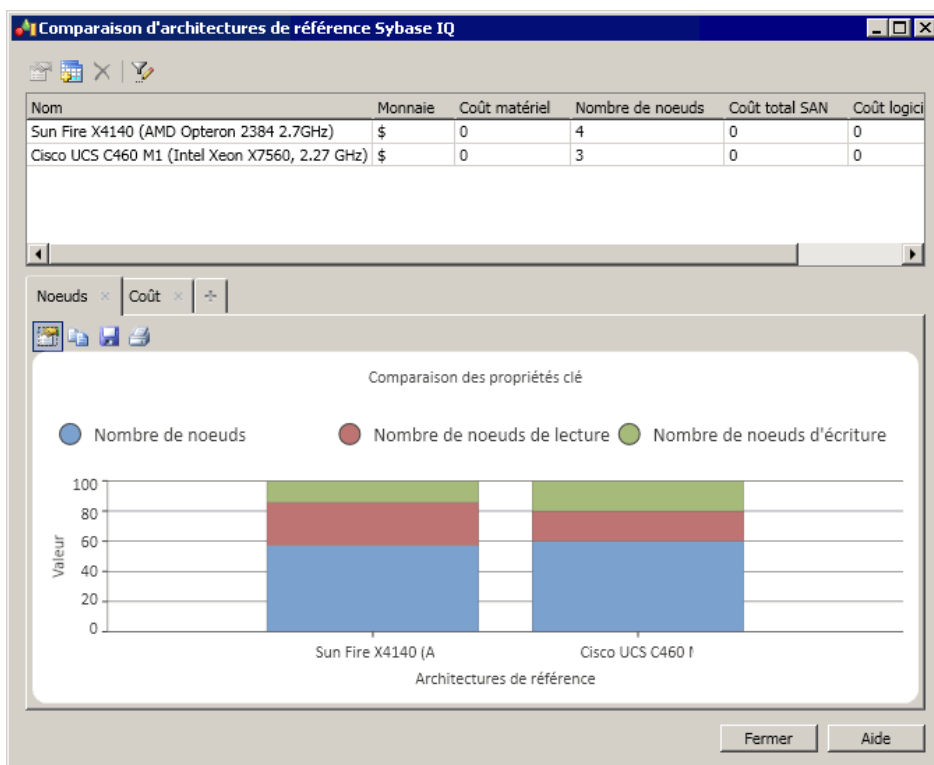 Comparaison d'architectures de référence Sybase IQ
Nom Monnaie Coût matériel Nombre de noeuds Coût total SAN Coût logici
Sun Fire X4140 (AMD Opteron 2384 2.7GHz) $ 0 4 0 0
Cisco UCS C460 M1 (Intel Xeon X7560, 2.27 GHz) $ 0 3 0 0
Noeuds Coût
Comparaison des propriétés clé
Nombre de noeuds Nombre de noeuds de lecture Nombre de noeuds d'écriture
100
80
60
40
20
0
Valeur
Sun Fire X4140 (A Cisco UCS C460 M
Architectures de référence
Fermer Aide